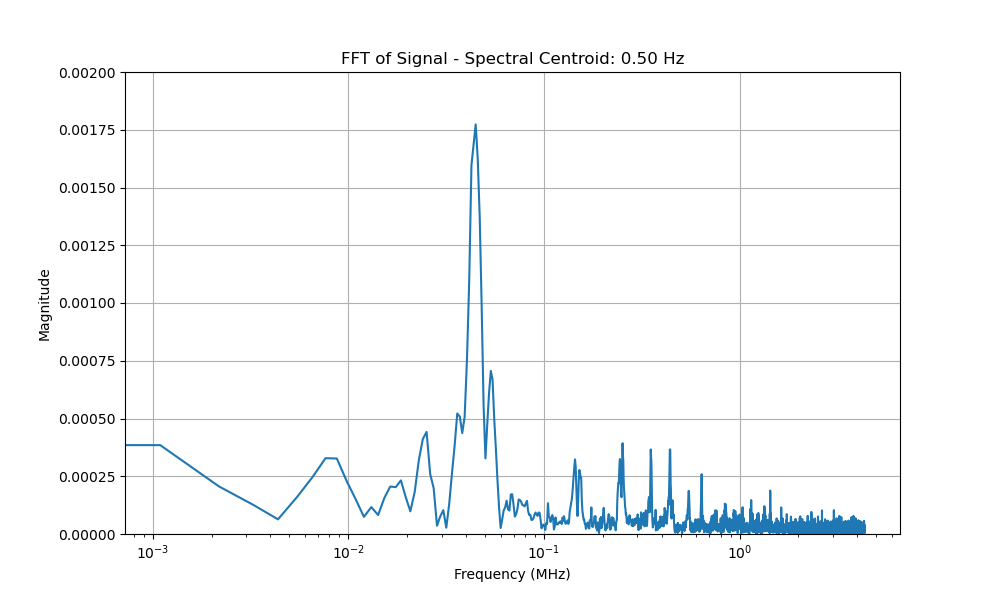 FFT of Signal - Spectral Centroid: 0.50 Hz
0.00200
0.00175
0.00150
0.00125
0.00100
0.00075
0.00050
0.00025
0.00000
Magnitude
10⁻³ 10⁻² 10⁻¹ 10⁰
Frequency (MHz)